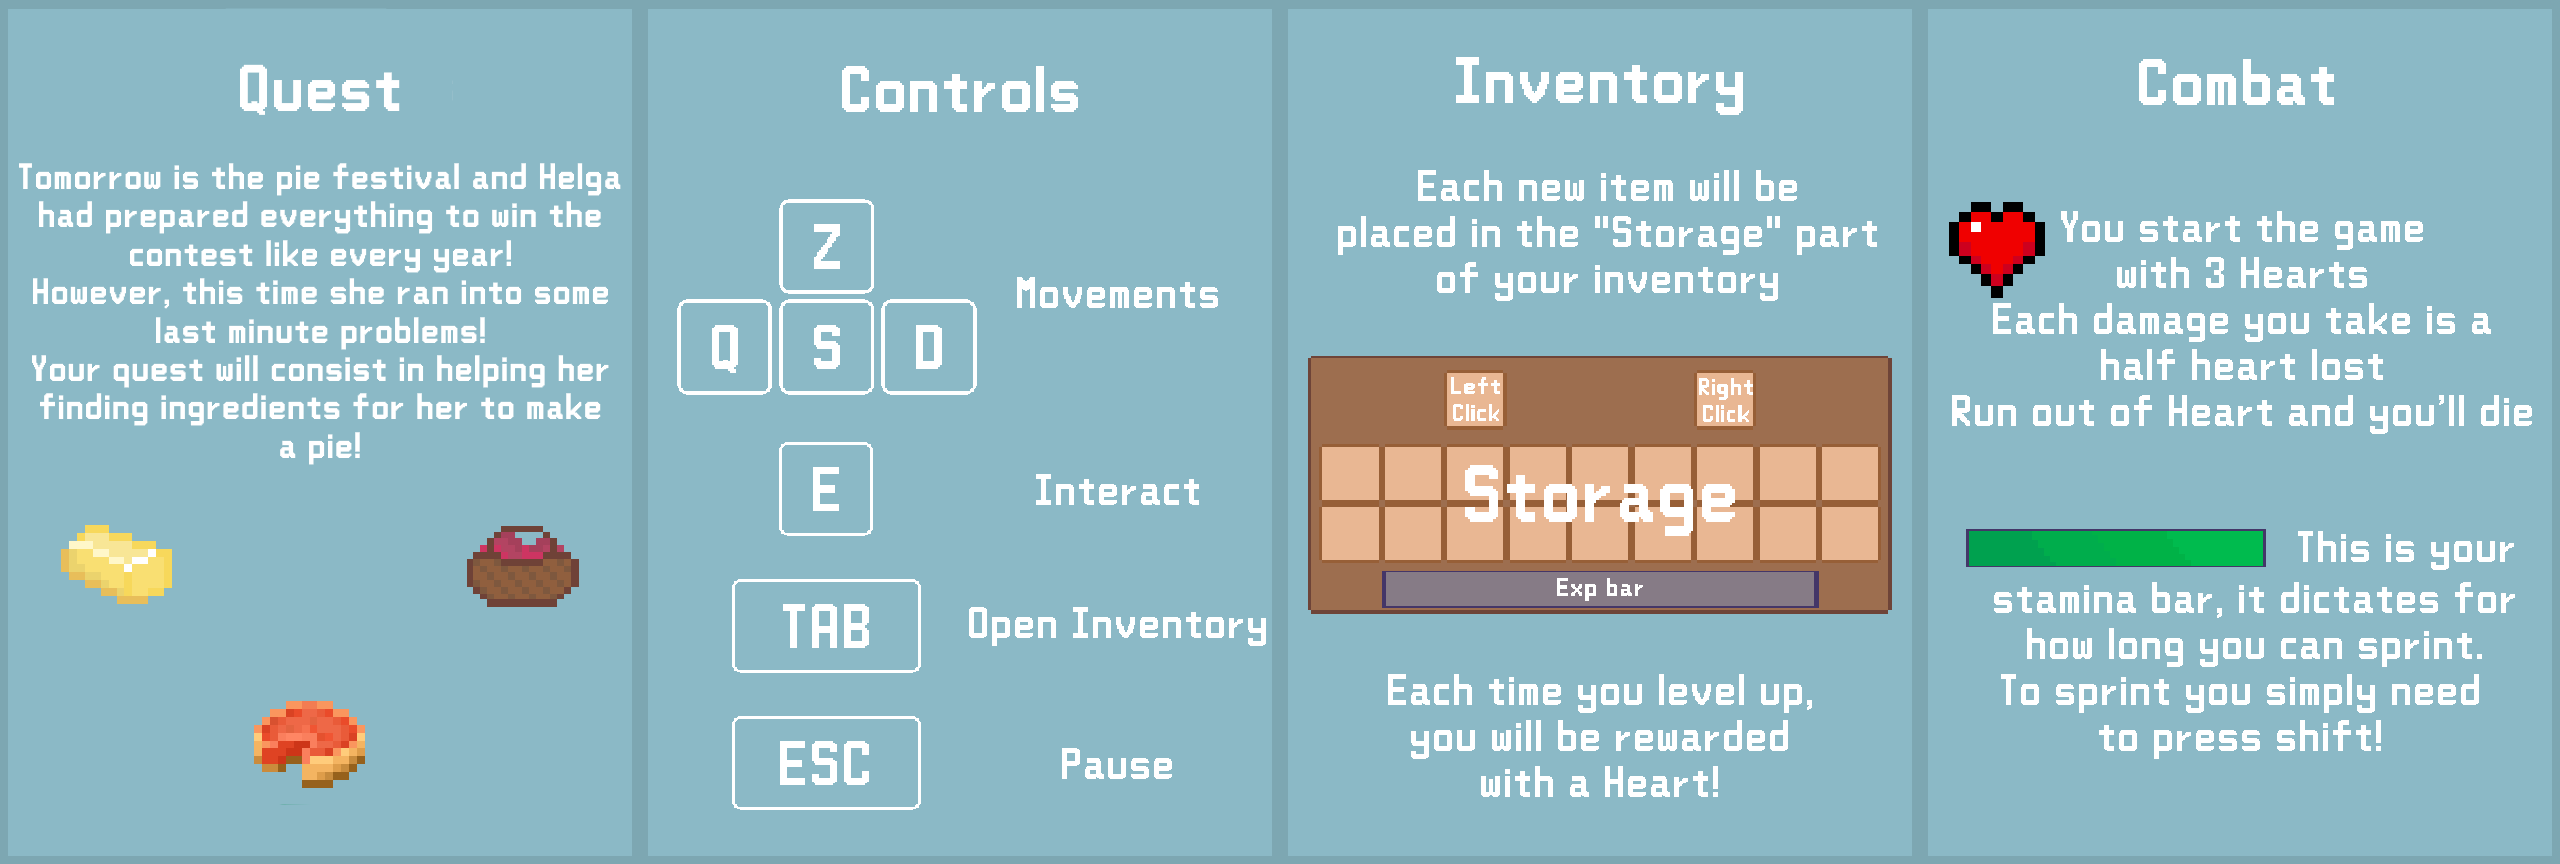 Quest
Tomorrow is the pie festival and Helga
had prepared everything to win the
contest like every year!
However, this time she ran into some
last minute problems!
Your quest will consist in helping her
finding ingredients for her to make
a pie!
Controls
Z
Q S D
Movements
E
Interact
TAB
Open Inventory
ESC
Pause
Inventory
Each new item will be
placed in the "Storage" part
of your inventory
Left
Click
Right
Click
Storage
Exp bar
Each time you level up,
you will be rewarded
with a Heart!
Combat
You start the game
with 3 Hearts
Each damage you take is a
half heart lost
Run out of Heart and you'll die
This is your
stamina bar, it dictates for
how long you can sprint.
To sprint you simply need
to press shift!